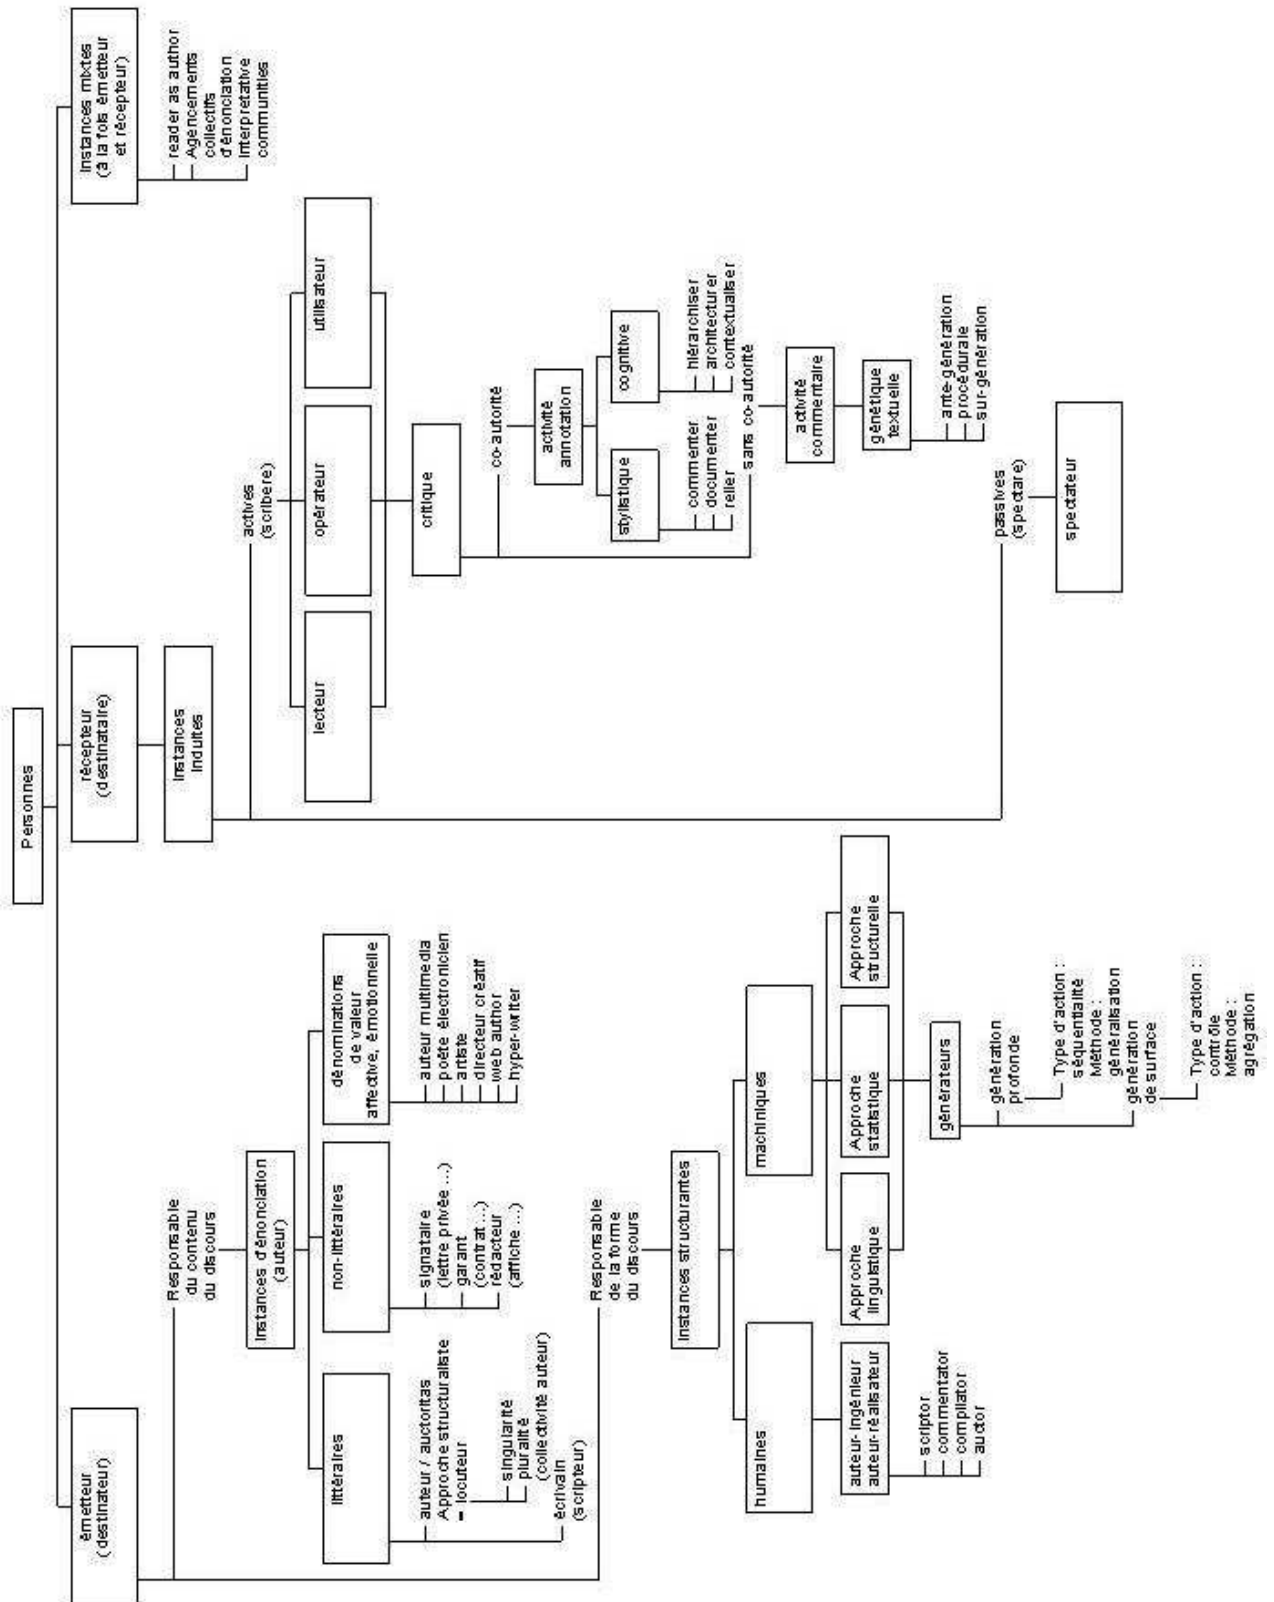 Personnes
émetteur
(destinateur)
Responsable
du contenu
du discours
Instances d'énonciation
(auteur)
littéraires
auteur / auctoritas
Approche structuraliste
= locuteur
singularité
pluralité
(collectivité auteur)
écrivain
(scripteur)
non-littéraires
signataire
(lettre privée ...)
garant
(contrat ...)
rédacteur
(affiche ...)
dénominations
de valeur
affective, émotionnelle
auteur multimedia
poète électronicien
artiste
directeur créatif
web author
hyper-writer
Responsable
de la forme
du discours
Instances structurantes
humaines
auteur-ingénieur
auteur-réalisateur
scriptor
commentator
compilator
auctor
machiniques
Approche
linguistique
Approche
statistique
Approche
structurelle
générateurs
génération
profonde
Type d'action :
séquentialité
Méthode :
généralisation
génération
de surface
Type d'action :
contrôle
Méthode :
agrégation
récepteur
(destinataire)
Instances
Induites
actives
(scribere)
lecteur
opérateur
utilisateur
critique
co-autorité
activité
annotation
stylistique
commenter
documenter
relier
cognitive
hiérarchiser
architecturer
contextualiser
sans co-autorité
activité
commentaire
génétique
textuelle
ante-génération
procédurale
sur-génération
passives
(spectare)
spectateur
Instances mixtes
(à la fois émetteur
et récepteur)
reader as author
Agencements
collectifs
d'énonciation
Interpretative
communities